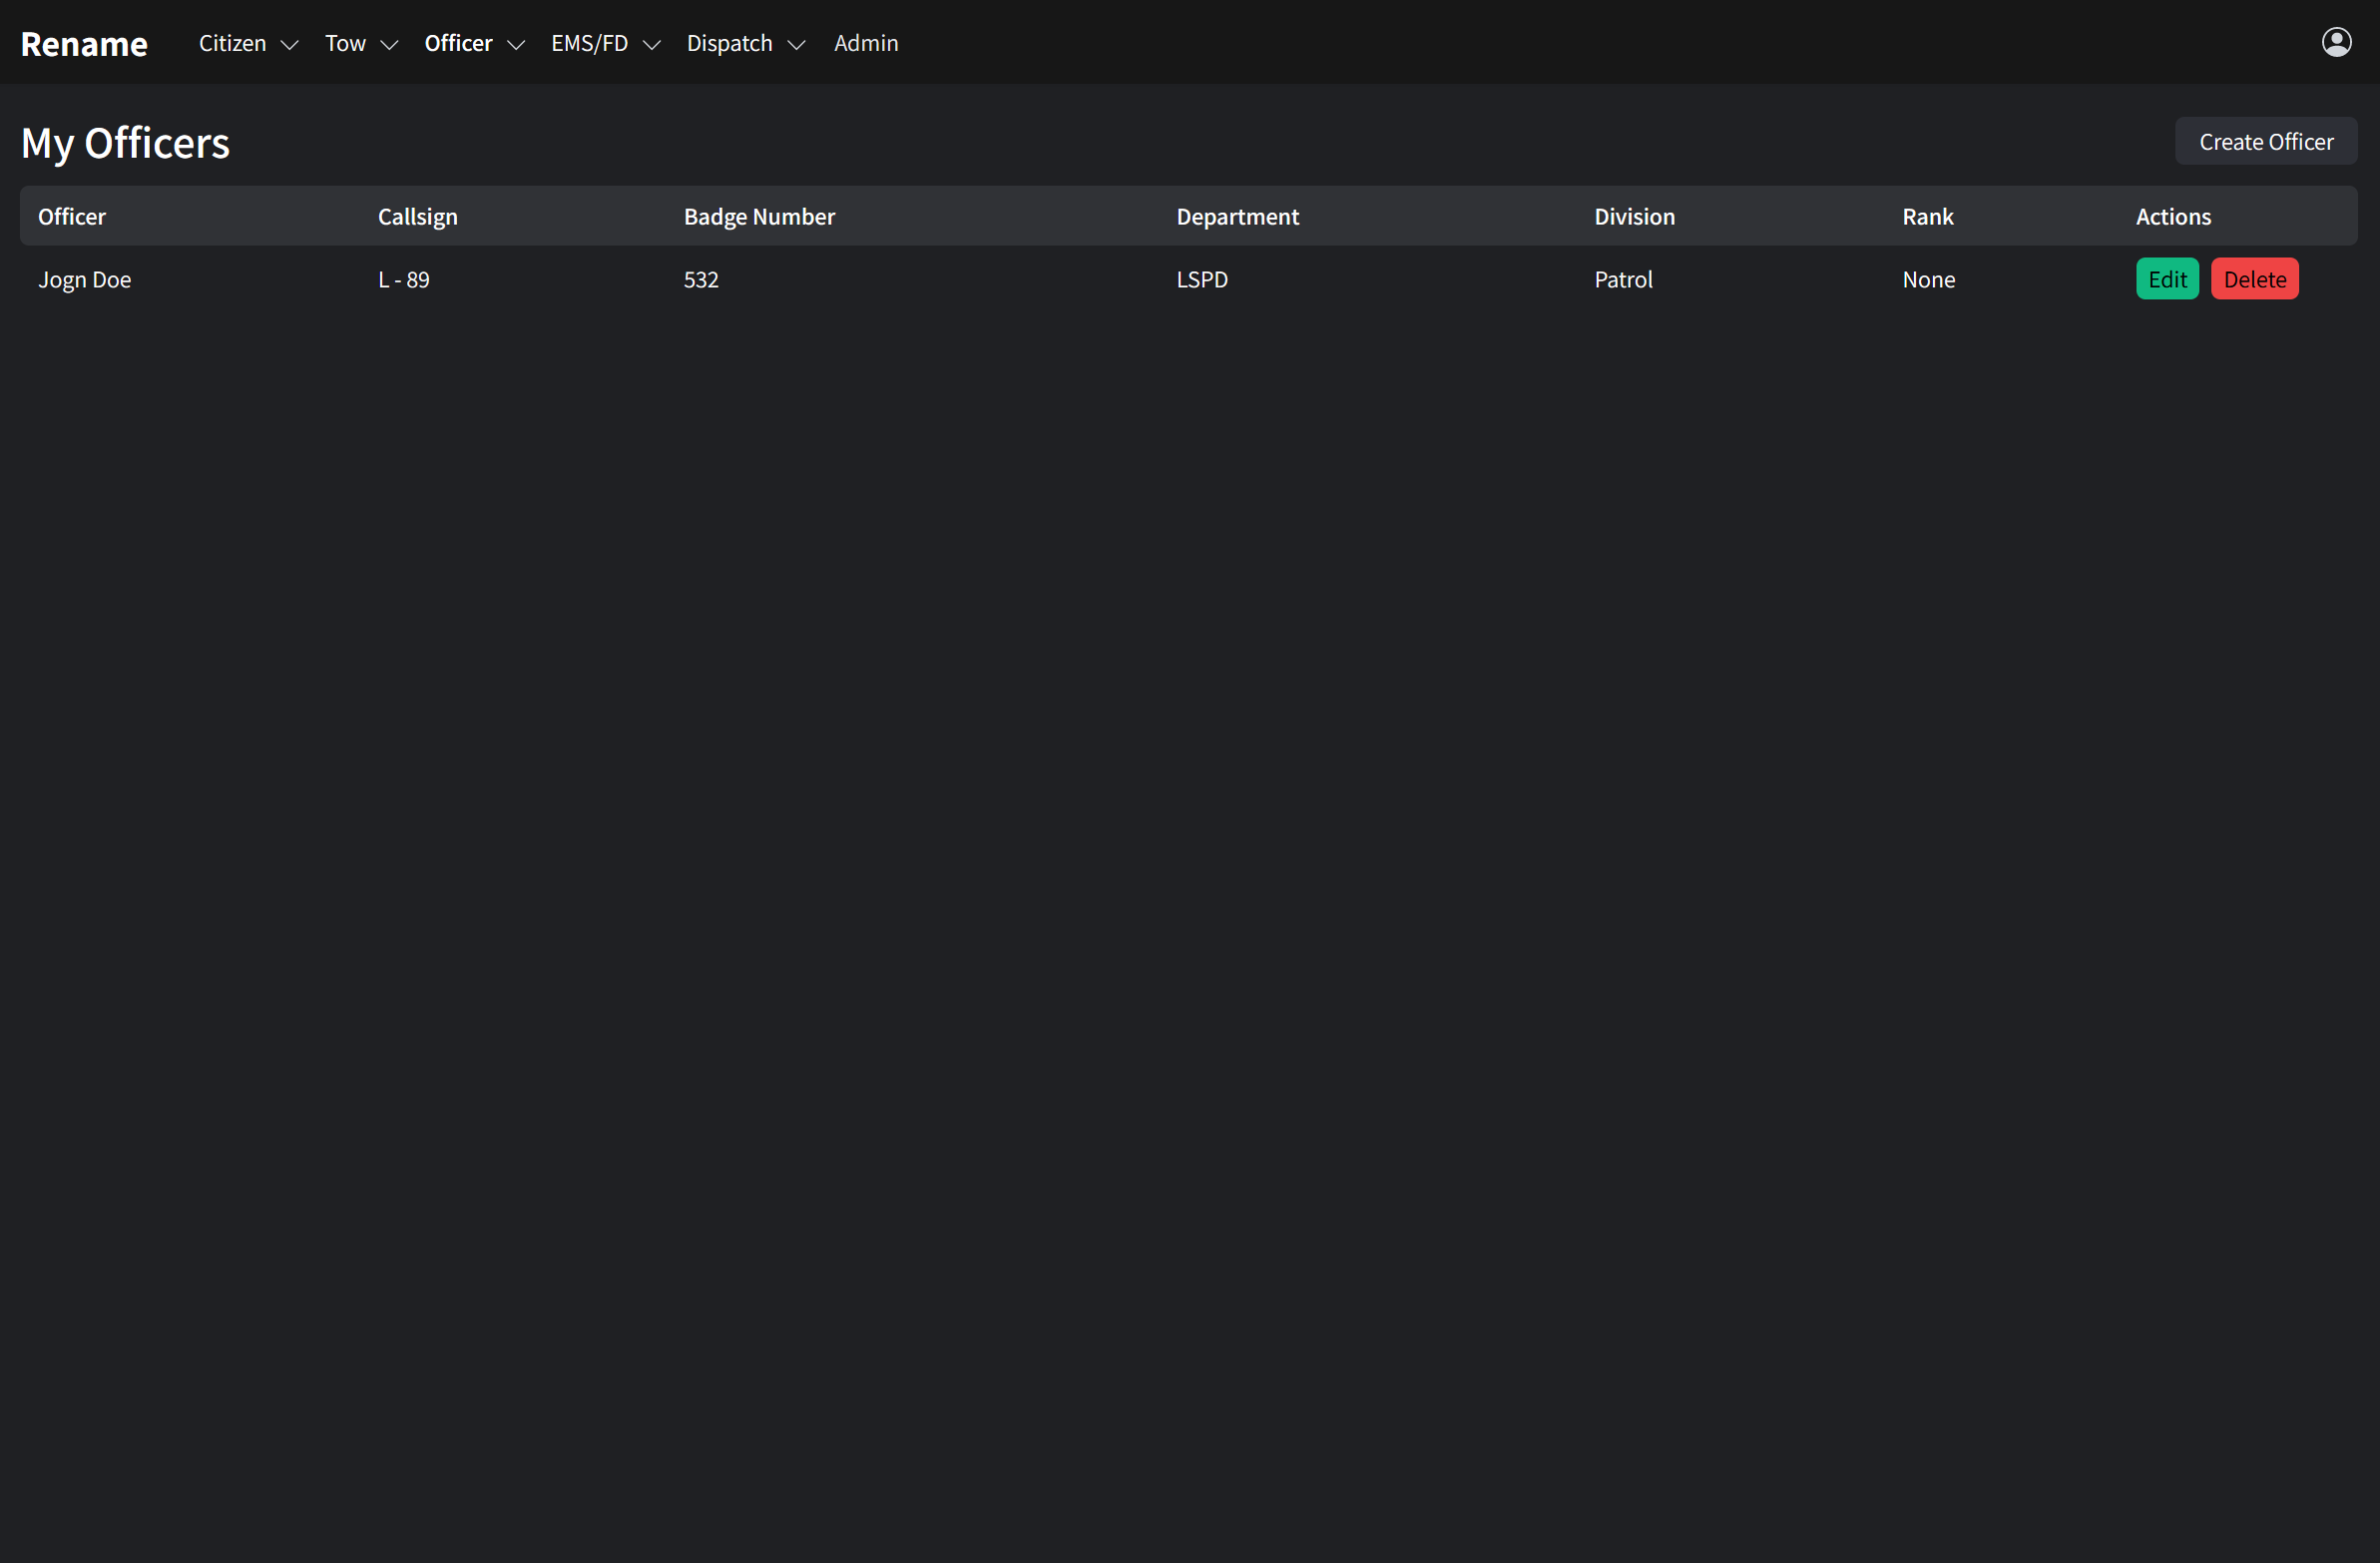 Rename Citizen Tow Officer EMS/FD Dispatch Admin
My Officers Create Officer
Officer Callsign Badge Number Department Division Rank Actions
Jogn Doe L - 89 532 LSPD Patrol None Edit Delete